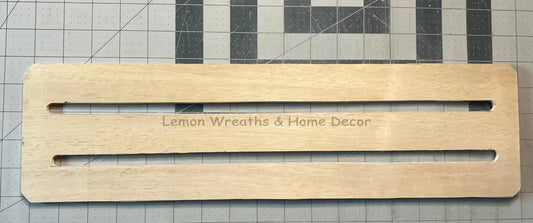 Lemon Wreaths & Home Decor